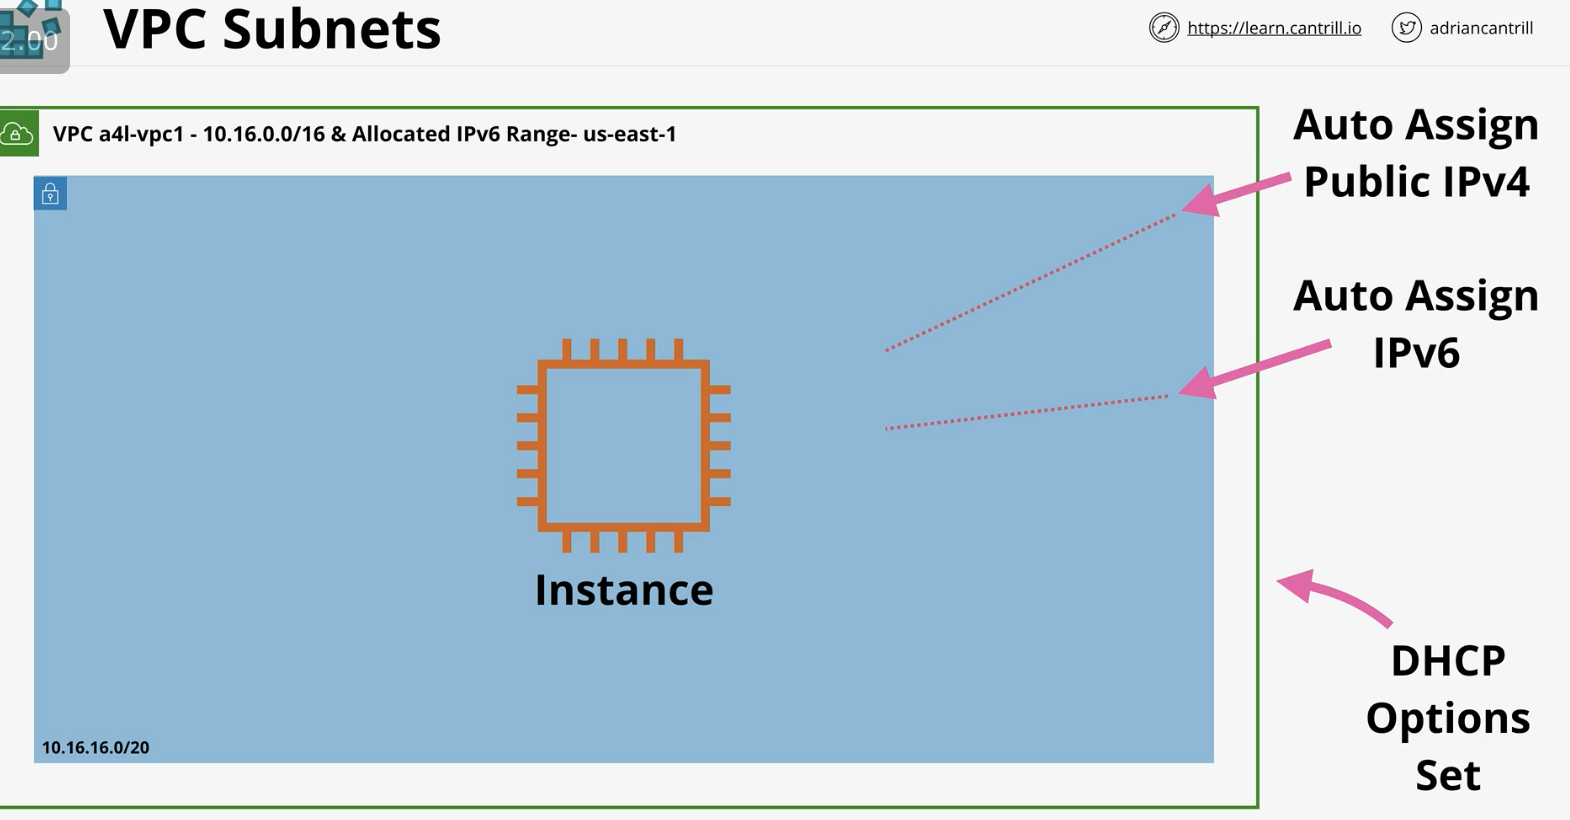 2.00
VPC Subnets
https://learn.cantrill.io
adriancantrill
VPC a4l-vpc1 - 10.16.0.0/16 & Allocated IPv6 Range- us-east-1
Auto Assign
Public IPv4
Auto Assign
IPv6
Instance
DHCP
Options
Set
10.16.16.0/20